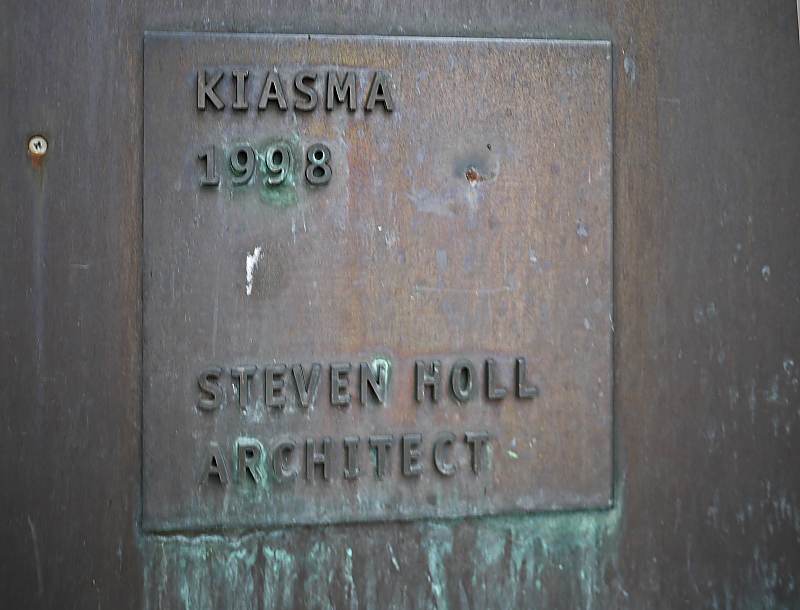 KIASMA
1998
STEVEN HOLL
ARCHITECT